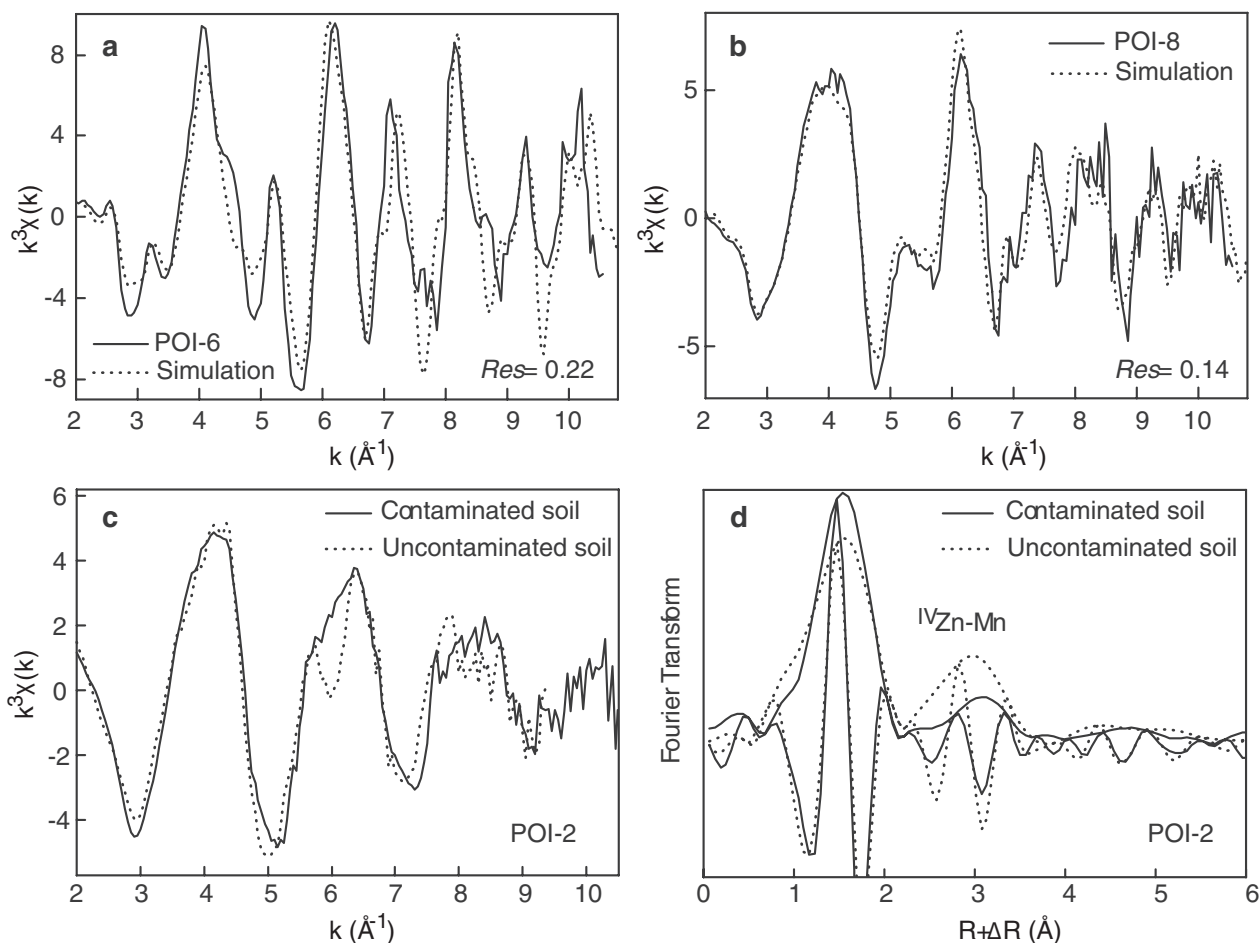 a
k³χ(k)
8
4
0
-4
-8
POI-6
Simulation
Res= 0.22
2 3 4 5 6 7 8 9 10
k (Å⁻¹)
b
k³χ(k)
5
0
-5
POI-8
Simulation
Res= 0.14
2 3 4 5 6 7 8 9 10
k (Å⁻¹)
c
k³χ(k)
6
4
2
0
-2
-4
Contaminated soil
Uncontaminated soil
POI-2
2 3 4 5 6 7 8 9 10
k (Å⁻¹)
d
Fourier Transform
Contaminated soil
Uncontaminated soil
ᴵⱽZn-Mn
POI-2
0 1 2 3 4 5 6
R+ΔR (Å)